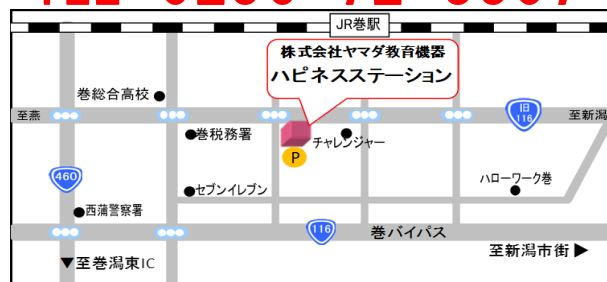 JR巻駅
株式会社ヤマダ教育機器
ハピネスステーション
巻総合高校
至燕
旧
116
至新潟
巻税務署
チャレンジャー
P
460
セブンイレブン
ハローワーク巻
西蒲警察署
116
巻バイパス
至新潟市街▶
▼至巻潟東IC